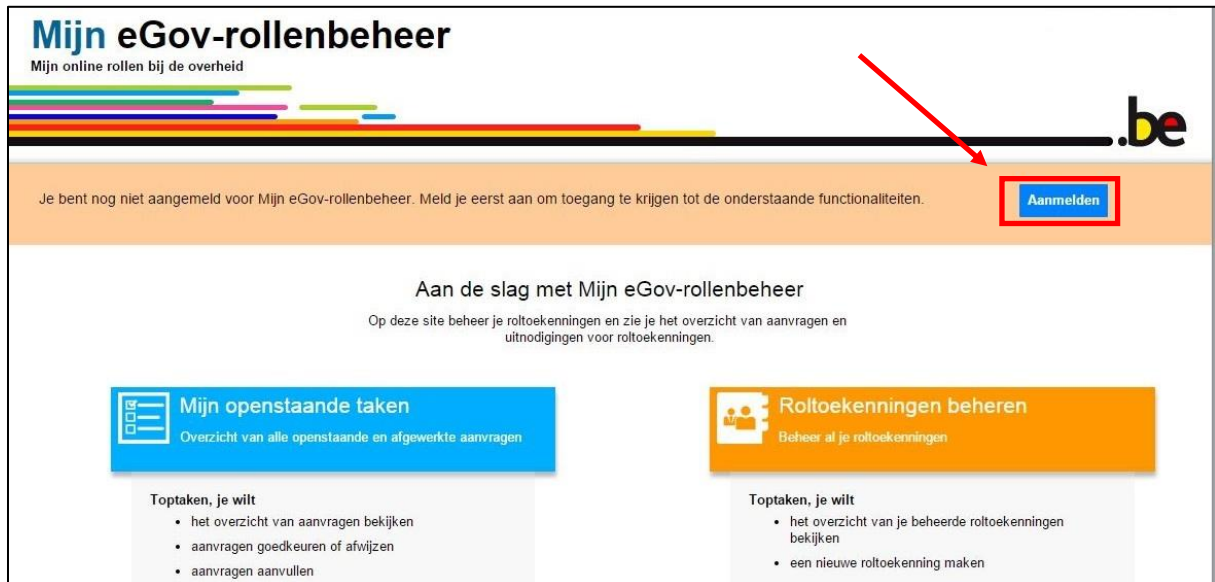 Mijn eGov-rollenbeheer
Mijn online rollen bij de overheid
.be
Je bent nog niet aangemeld voor Mijn eGov-rollenbeheer. Meld je eerst aan om toegang te krijgen tot de onderstaande functionaliteiten.
Aanmelden
Aan de slag met Mijn eGov-rollenbeheer
Op deze site beheer je roltoekenningen en zie je het overzicht van aanvragen en
uitnodigingen voor roltoekenningen.
Mijn openstaande taken
Overzicht van alle openstaande en afgewerkte aanvragen
Toptaken, je wilt
• het overzicht van aanvragen bekijken
• aanvragen goedkeuren of afwijzen
• aanvragen aanvullen
Roltoekenningen beheren
Beheer al je roltoekenningen
Toptaken, je wilt
• het overzicht van je beheerde roltoekenningen
bekijken
• een nieuwe roltoekenning maken